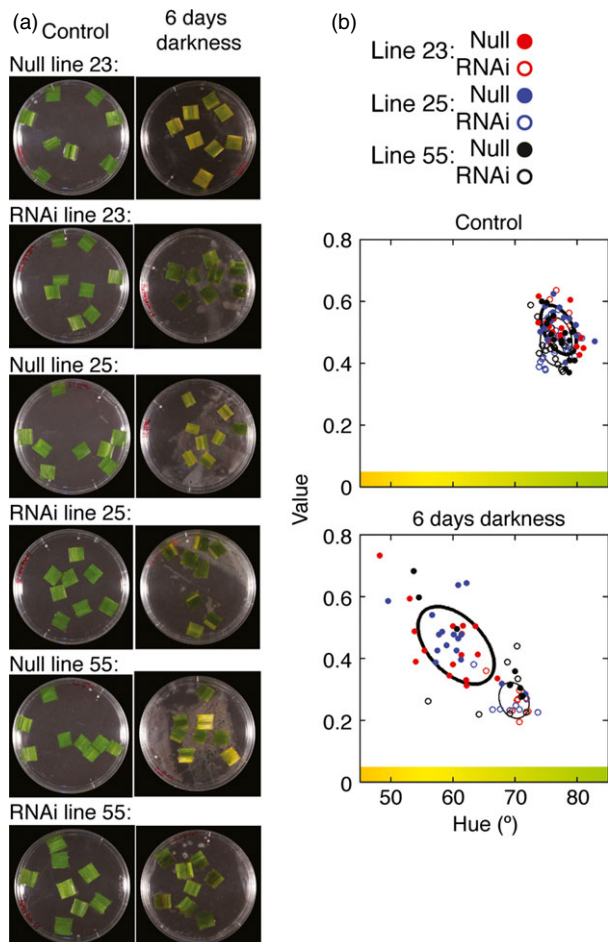 (a) Control 6 days darkness
Null line 23:
RNAi line 23:
Null line 25:
RNAi line 25:
Null line 55:
RNAi line 55:
(b)
Line 23: Null
RNAi
Line 25: Null
RNAi
Line 55: Null
RNAi
Control
0.8
0.6
0.4
0.2
0
Value
6 days darkness
0.8
0.6
0.4
0.2
0
50 60 70 80
Hue (º)